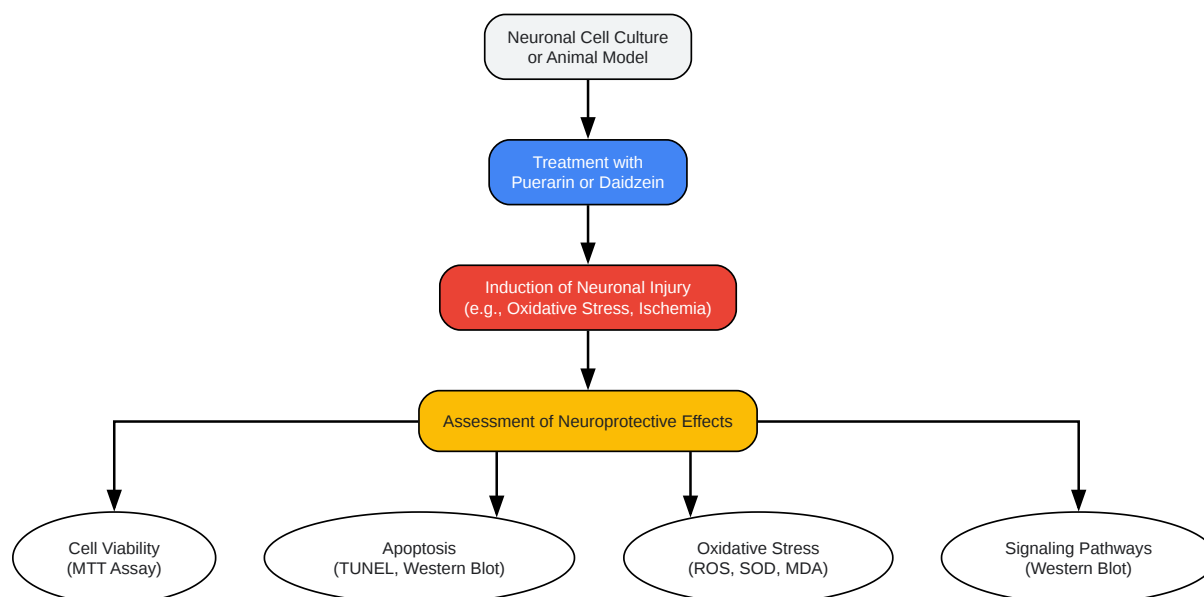 Neuronal Cell Culture
or Animal Model
Treatment with
Puerarin or Daidzein
Induction of Neuronal Injury
(e.g., Oxidative Stress, Ischemia)
Assessment of Neuroprotective Effects
Cell Viability
(MTT Assay)
Apoptosis
(TUNEL, Western Blot)
Oxidative Stress
(ROS, SOD, MDA)
Signaling Pathways
(Western Blot)